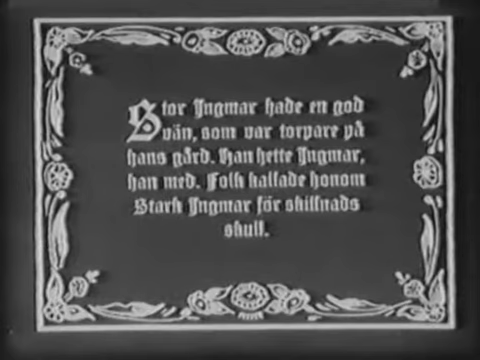 Stor Ingmar hade en god
vän, som var torpare på
hans gård. Han hette Ingmar,
han med. Folk kallade honom
Stark Ingmar för skillnads
skull.